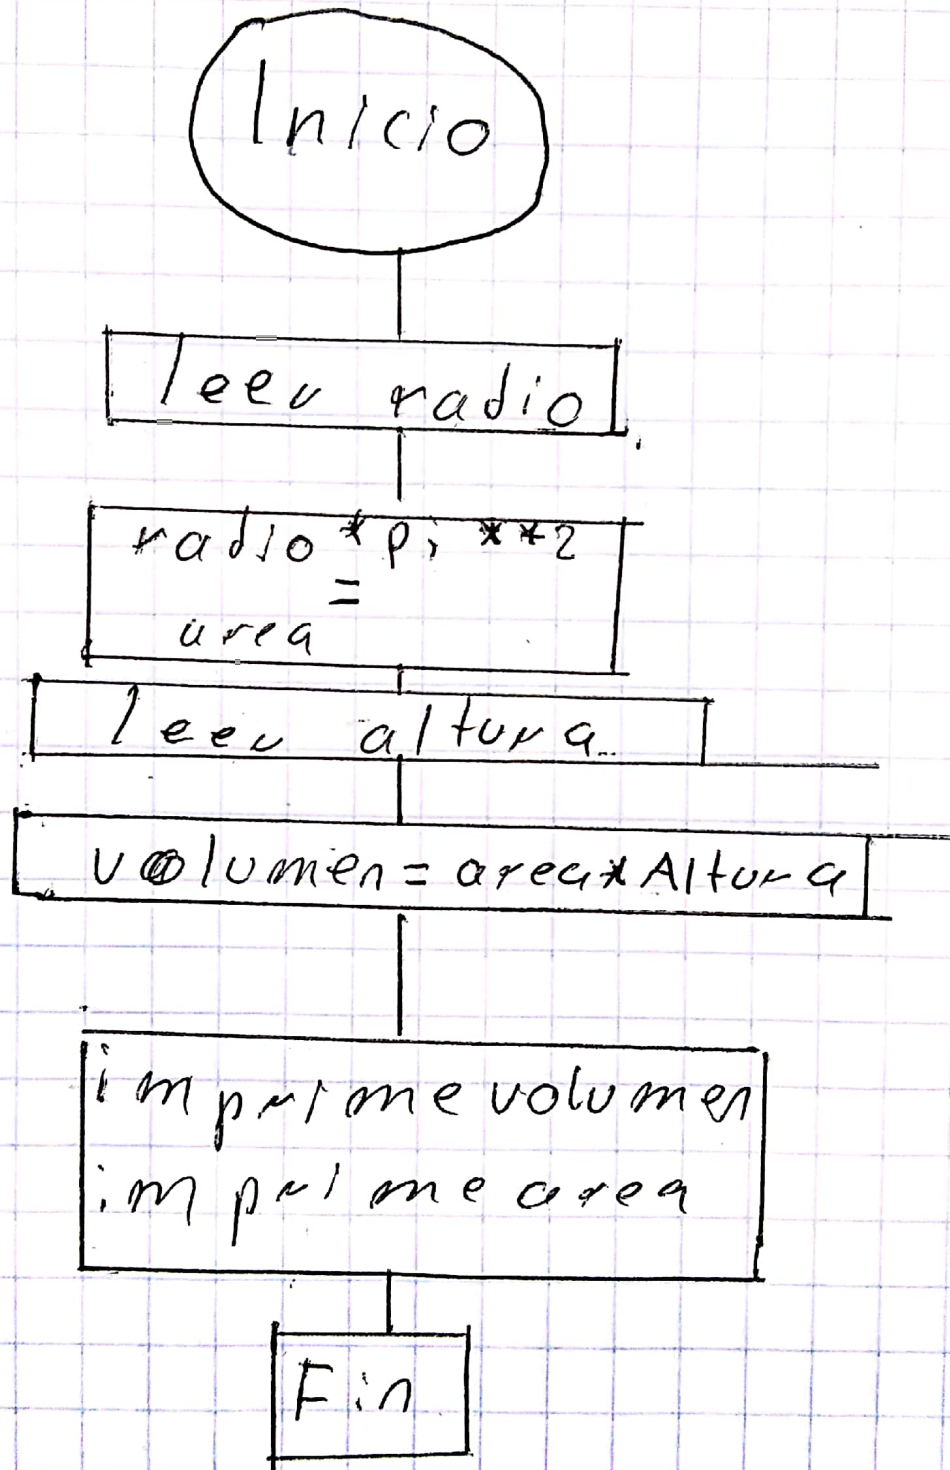 Inicio
leer radio
radio * Pi **2
=
area
leer altura
volumen = area * Altura
imprime volumen
imprime area
Fin